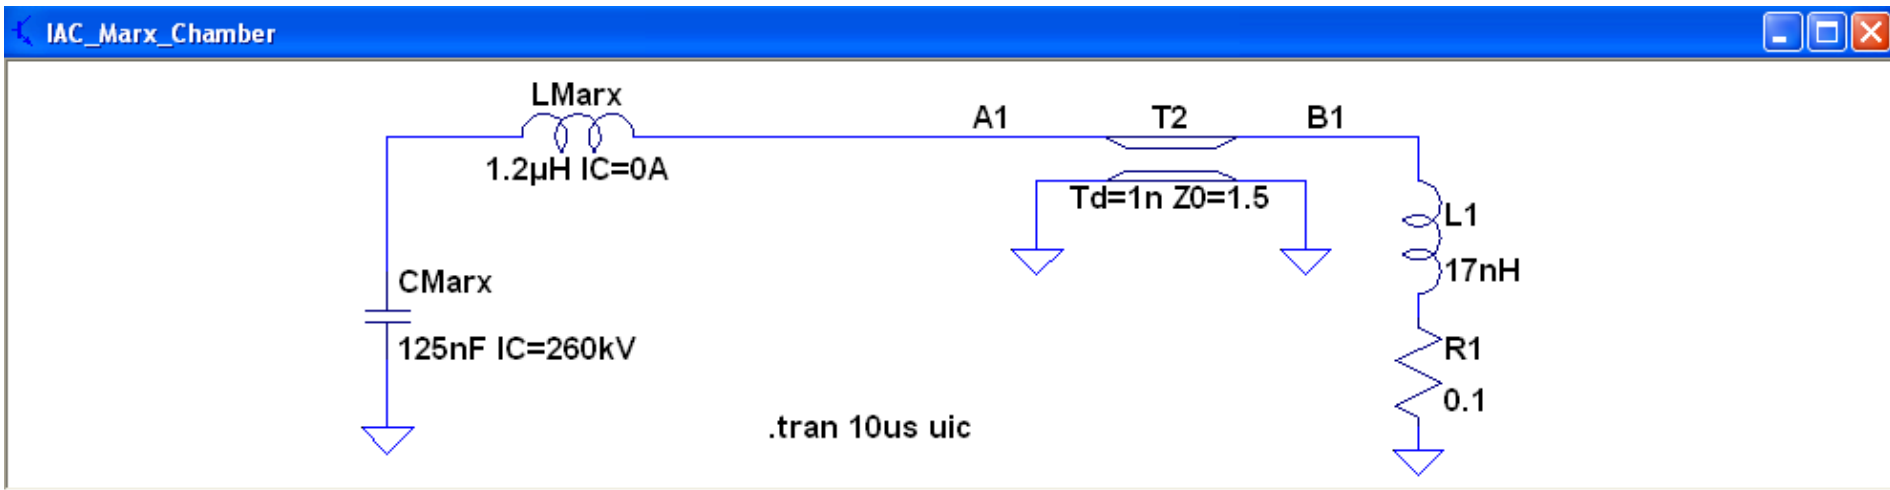 IAC_Marx_Chamber
LMarx
1.2µH IC=0A
A1
T2
B1
Td=1n Z0=1.5
L1
17nH
CMarx
125nF IC=260kV
R1
0.1
.tran 10us uic